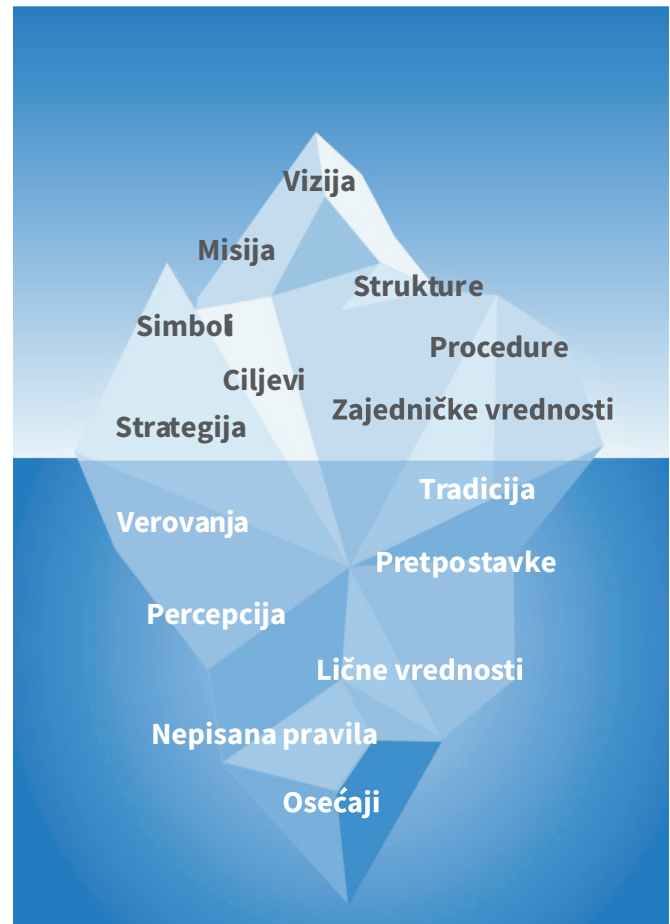 Vizija
Misija
Strukture
Simboli
Procedure
Ciljevi
Zajedničke vrednosti
Strategija
Tradicija
Verovanja
Pretpostavke
Percepcija
Lične vrednosti
Nepisana pravila
Osećaji